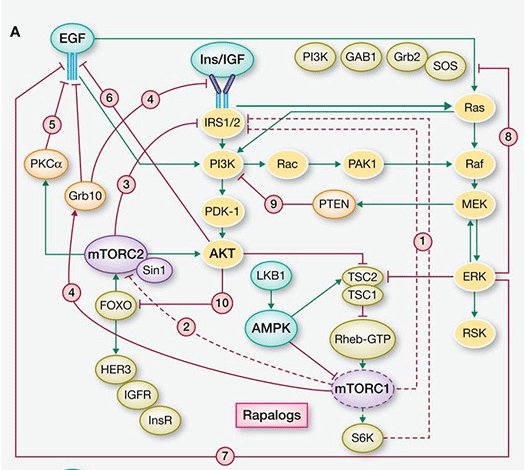 A
EGF
Ins/IGF
PI3K
GAB1
Grb2
SOS
6
4
8
5
IRS1/2
Ras
PKCα
Grb10
3
PI3K
Rac
PAK1
Raf
9
PDK-1
PTEN
MEK
1
mTORC2
Sin1
AKT
LKB1
TSC2
TSC1
ERK
4
FOXO
10
2
AMPK
Rheb-GTP
RSK
HER3
IGFR
InsR
mTORC1
Rapalogs
S6K
7